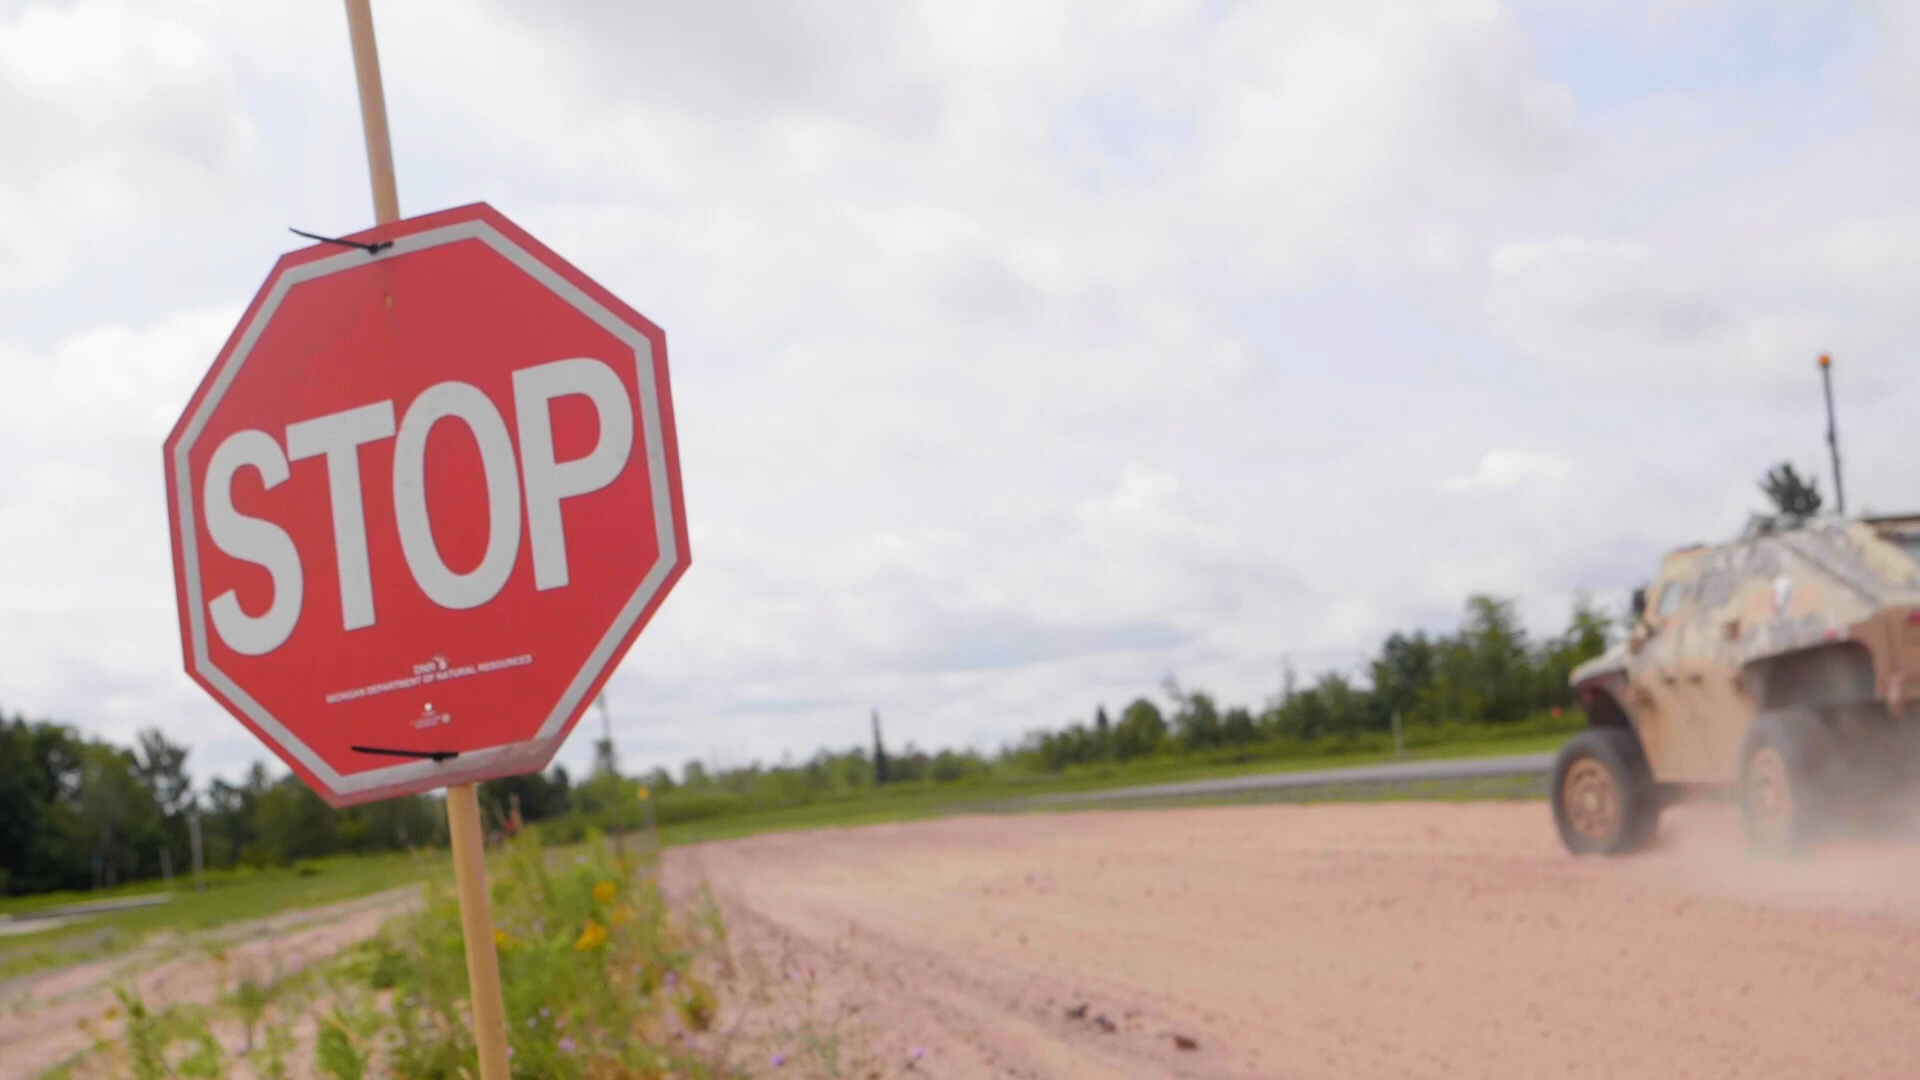 STOP
DNR
MICHIGAN DEPARTMENT OF NATURAL RESOURCES